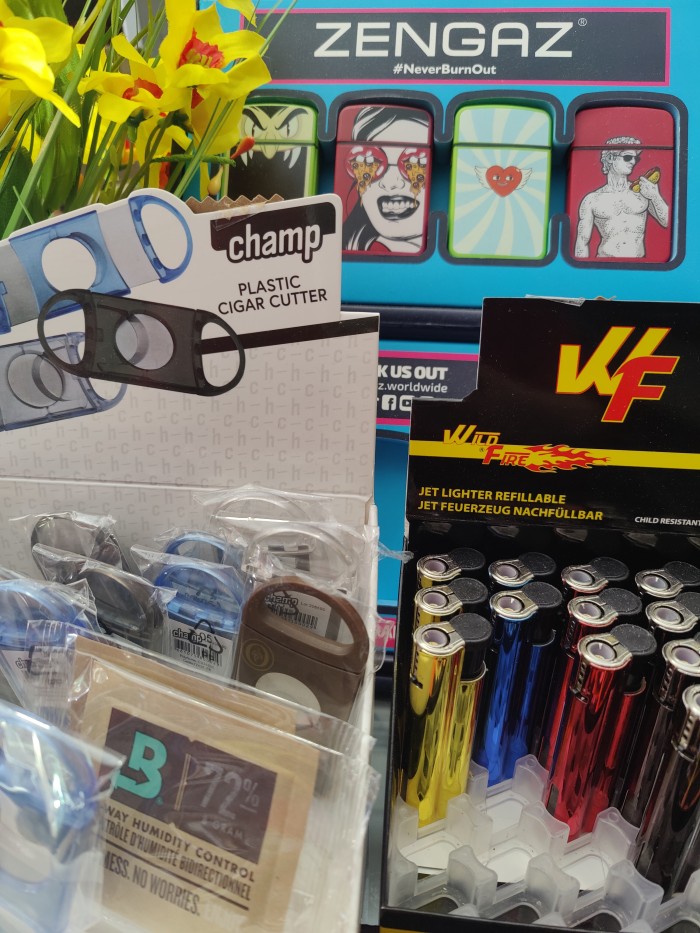 ZENGAZ®
#NeverBurnOut
champ
PLASTIC
CIGAR CUTTER
K US OUT
z.worldwide
WF
WILD
FIRE
JET LIGHTER REFILLABLE
JET FEUERZEUG NACHFÜLLBAR
CHILD RESISTANT
champ
B 72%
WAY HUMIDITY CONTROL
TRÔLE D'HUMIDITÉ BIDIRECTIONNEL
MESS. NO WORRIES.